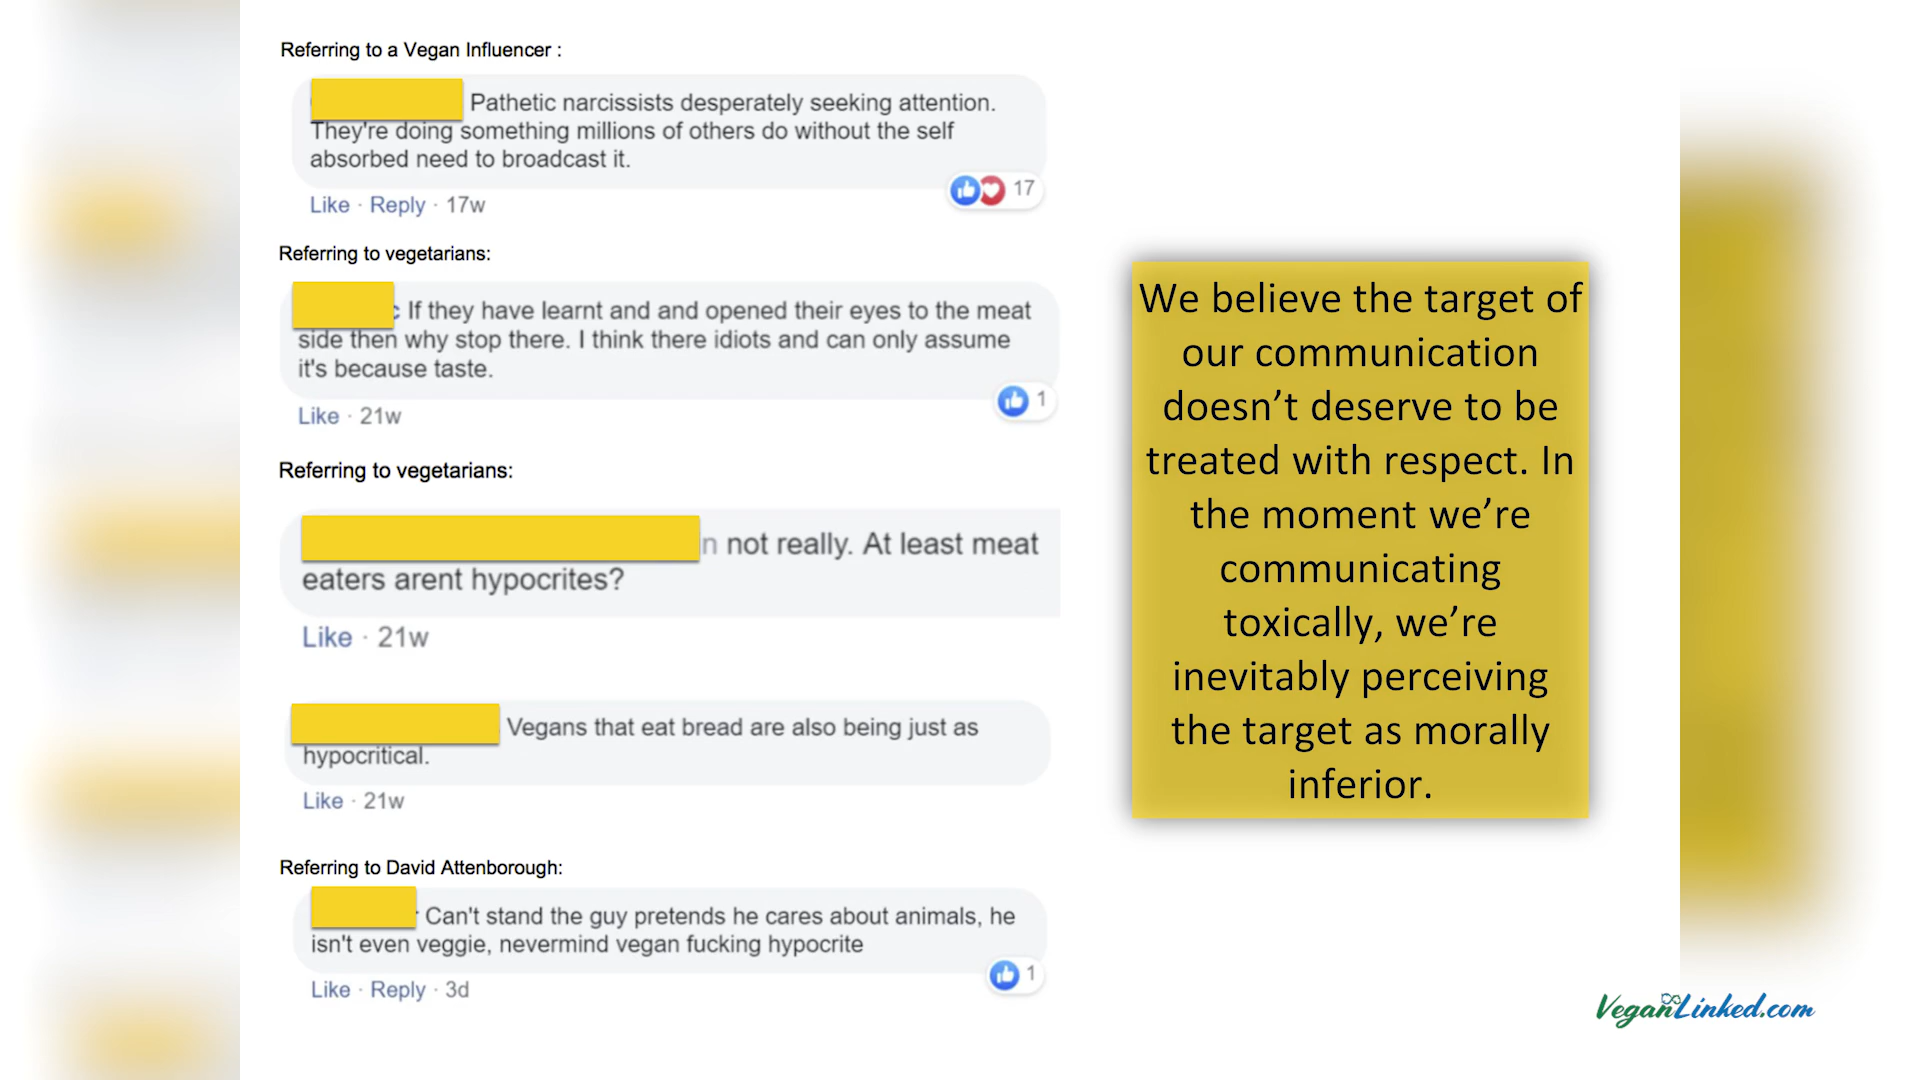 Referring to a Vegan Influencer :
Pathetic narcissists desperately seeking attention.
They're doing something millions of others do without the self
absorbed need to broadcast it.
17
Like · Reply · 17w
Referring to vegetarians:
If they have learnt and and opened their eyes to the meat
side then why stop there. I think there idiots and can only assume
it's because taste.
1
Like · 21w
Referring to vegetarians:
n not really. At least meat
eaters arent hypocrites?
Like · 21w
Vegans that eat bread are also being just as
hypocritical.
Like · 21w
Referring to David Attenborough:
Can't stand the guy pretends he cares about animals, he
isn't even veggie, nevermind vegan fucking hypocrite
1
Like · Reply · 3d
We believe the target of
our communication
doesn't deserve to be
treated with respect. In
the moment we're
communicating
toxically, we're
inevitably perceiving
the target as morally
inferior.
VeganLinked.com